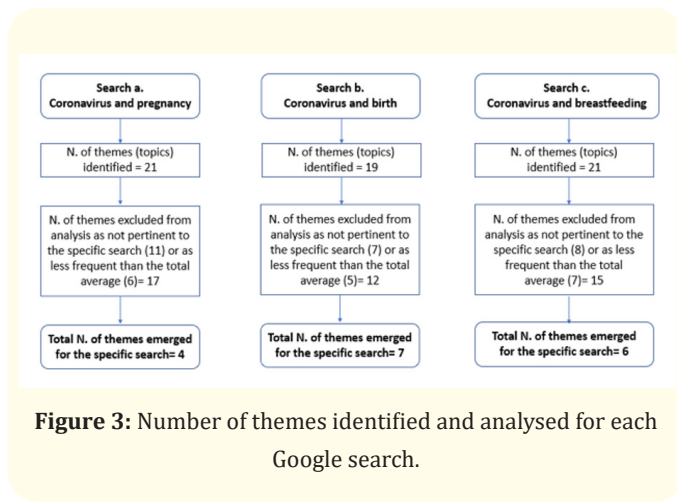 Search a.
Coronavirus and pregnancy
N. of themes (topics)
identified = 21
N. of themes excluded from
analysis as not pertinent to
the specific search (11) or as
less frequent than the total
average (6)= 17
Total N. of themes emerged
for the specific search= 4
Search b.
Coronavirus and birth
N. of themes (topics)
identified = 19
N. of themes excluded from
analysis as not pertinent to
the specific search (7) or as
less frequent than the total
average (5)= 12
Total N. of themes emerged
for the specific search= 7
Search c.
Coronavirus and breastfeeding
N. of themes (topics)
identified = 21
N. of themes excluded from
analysis as not pertinent to the
specific search (8) or as less
frequent than the total
average (7)= 15
Total N. of themes emerged
for the specific search= 6
Figure 3: Number of themes identified and analysed for each
Google search.